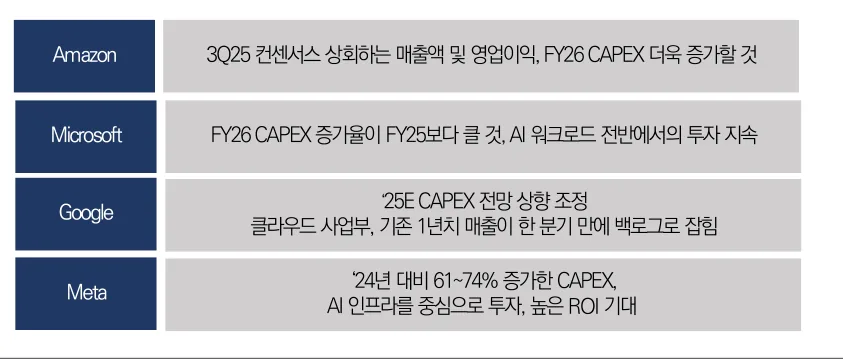 Amazon
3Q25 컨센서스 상회하는 매출액 및 영업이익, FY26 CAPEX 더욱 증가할 것
Microsoft
FY26 CAPEX 증가율이 FY25보다 클 것, AI 워크로드 전반에서의 투자 지속
Google
‘25E CAPEX 전망 상향 조정
클라우드 사업부, 기존 1년치 매출이 한 분기 만에 백로그로 잡힘
Meta
‘24년 대비 61~74% 증가한 CAPEX,
AI 인프라를 중심으로 투자, 높은 ROI 기대